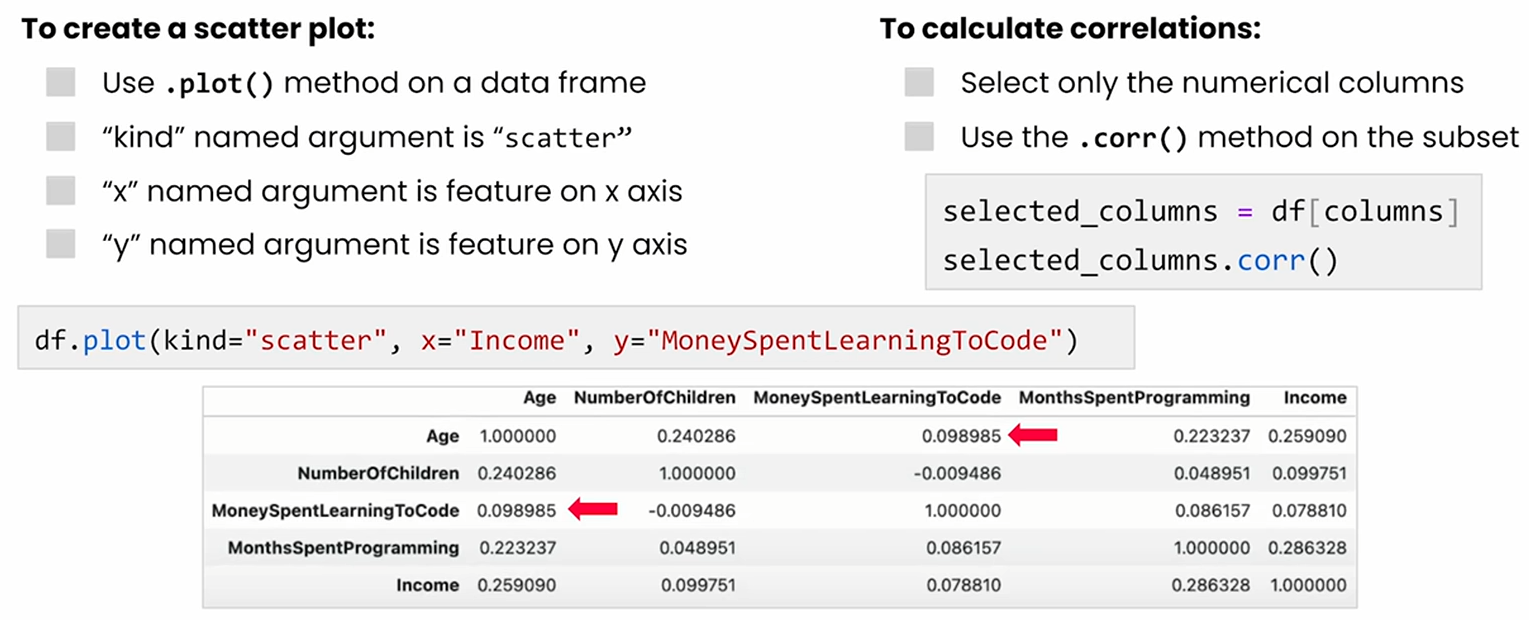 To create a scatter plot:
Use .plot() method on a data frame
“kind” named argument is “scatter”
“x” named argument is feature on x axis
“y” named argument is feature on y axis
To calculate correlations:
Select only the numerical columns
Use the .corr() method on the subset
selected_columns = df[columns]
selected_columns.corr()
df.plot(kind="scatter", x="Income", y="MoneySpentLearningToCode")
Age NumberOfChildren MoneySpentLearningToCode MonthsSpentProgramming Income
Age 1.000000 0.240286 0.098985 0.223237 0.259090
NumberOfChildren 0.240286 1.000000 -0.009486 0.048951 0.099751
MoneySpentLearningToCode 0.098985 -0.009486 1.000000 0.086157 0.078810
MonthsSpentProgramming 0.223237 0.048951 0.086157 1.000000 0.286328
Income 0.259090 0.099751 0.078810 0.286328 1.000000